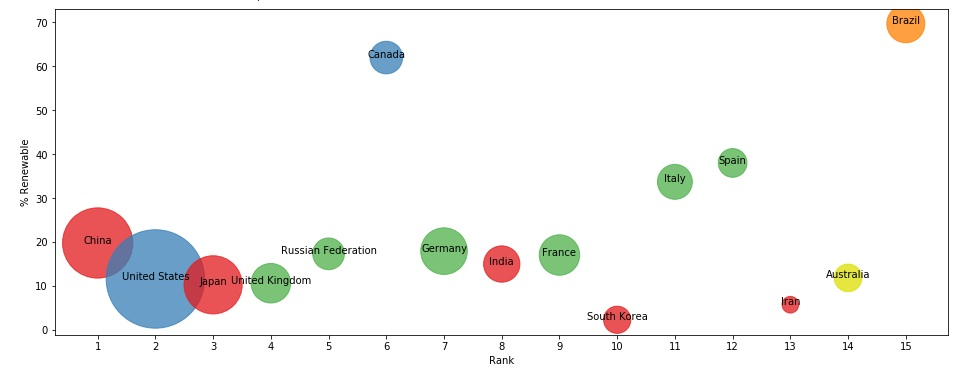 70
60
50
40
30
20
10
0
% Renewable
Brazil
Canada
Spain
Italy
China
Russian Federation
Germany
France
India
United States
Japan
United Kingdom
Australia
Iran
South Korea
1 2 3 4 5 6 7 8 9 10 11 12 13 14 15
Rank